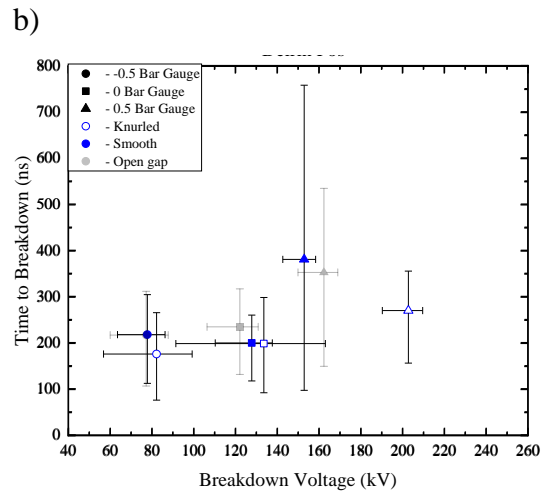 b)
800
700
600
500
400
300
200
100
0
Time to Breakdown (ns)
- -0.5 Bar Gauge
- 0 Bar Gauge
- 0.5 Bar Gauge
- Knurled
- Smooth
- Open gap
40 60 80 100 120 140 160 180 200 220 240 260
Breakdown Voltage (kV)